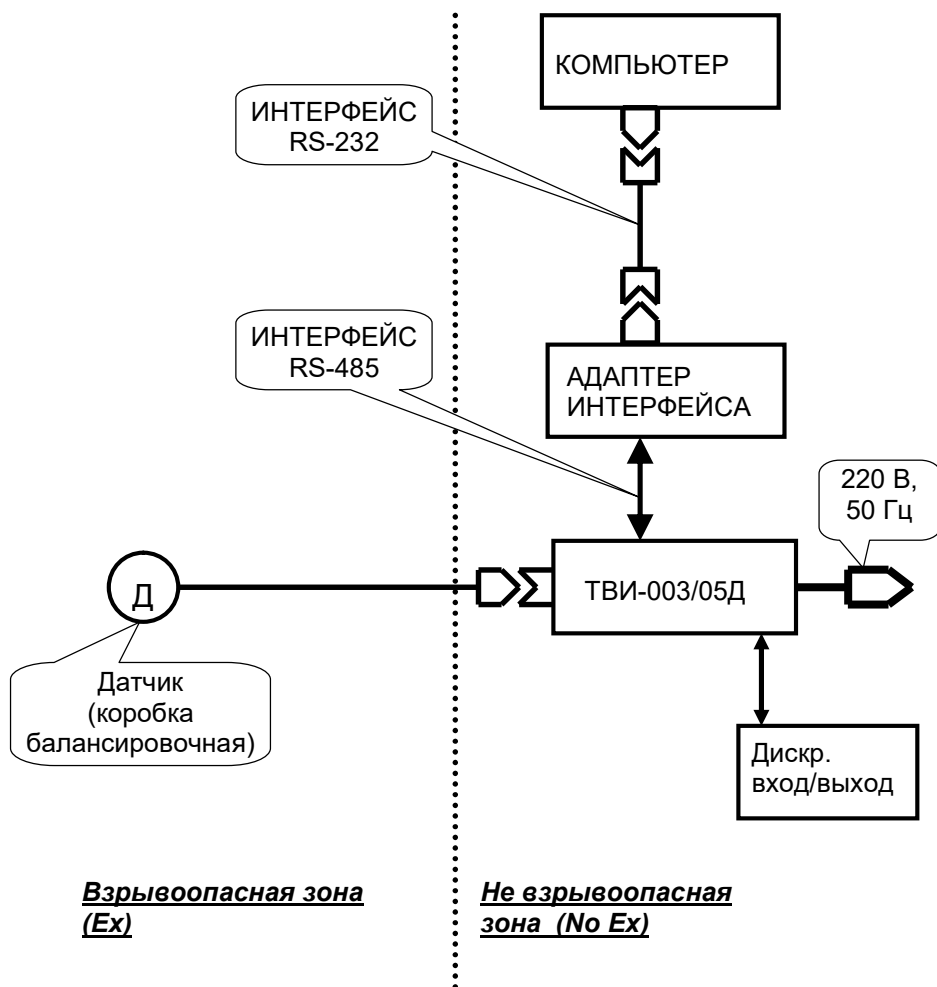 КОМПЬЮТЕР
ИНТЕРФЕЙС
RS-232
ИНТЕРФЕЙС
RS-485
АДАПТЕР
ИНТЕРФЕЙСА
220 В,
50 Гц
Д
ТВИ-003/05Д
Датчик
(коробка
балансировочная)
Дискр.
вход/выход
Взрывоопасная зона
(Ex)
Не взрывоопасная
зона (No Ex)